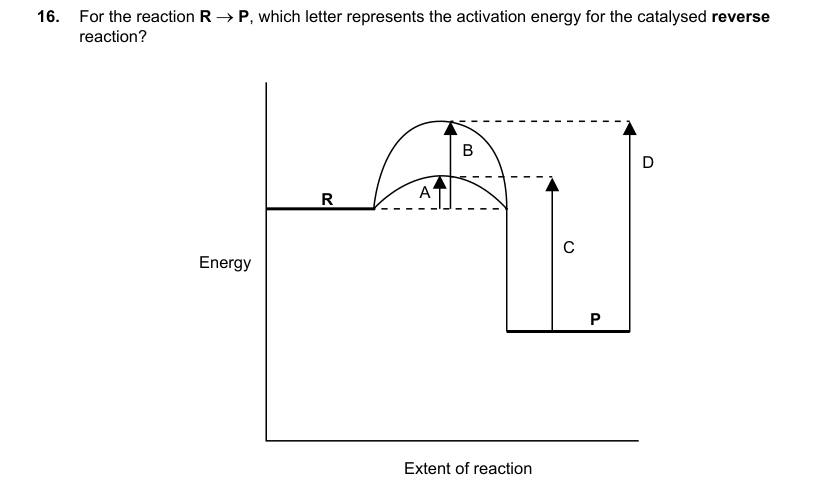 16. For the reaction R → P, which letter represents the activation energy for the catalysed reverse
reaction?
B
D
A
R
C
Energy
P
Extent of reaction